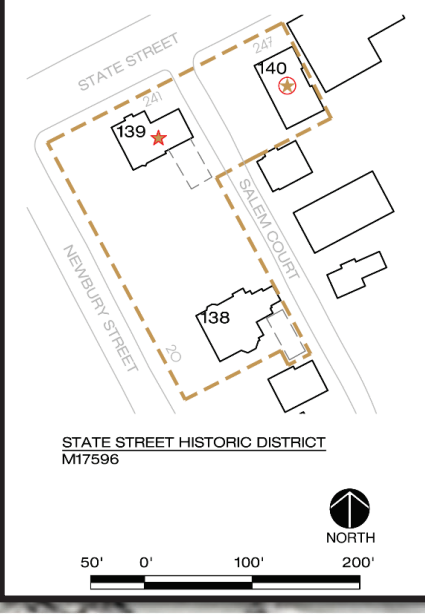 STATE STREET
247
140
241
139
SALEM COURT
NEWBURY STREET
138
20
STATE STREET HISTORIC DISTRICT
M17596
NORTH
50' 0' 100' 200'